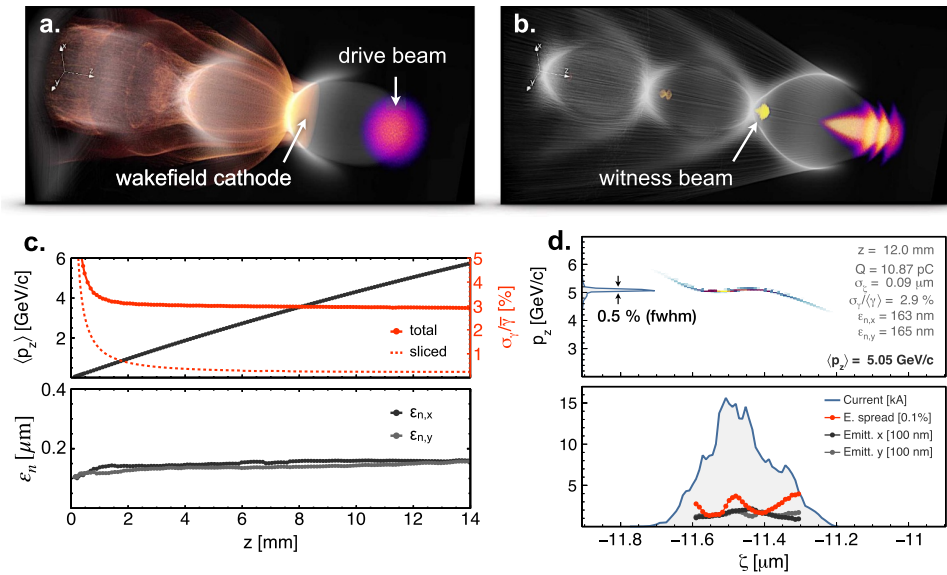 a.
x
y
z
drive beam
wakefield cathode
b.
x
y
z
witness beam
c.
6
4
2
⟨p_z⟩ [GeV/c]
5
4
3
2
1
σ_γ/γ̅ [%]
total
sliced
0.4
0.2
ε_n [μm]
ε_n,x
ε_n,y
0 2 4 6 8 10 12 14
z [mm]
d.
6
5
4
3
2
p_z [GeV/c]
0.5 % (fwhm)
z = 12.0 mm
Q = 10.87 pC
σ_ζ = 0.09 μm
σ_γ/⟨γ⟩ = 2.9 %
ε_n,x = 163 nm
ε_n,y = 165 nm
⟨p_z⟩ = 5.05 GeV/c
15
10
5
Current [kA]
E. spread [0.1%]
Emitt. x [100 nm]
Emitt. y [100 nm]
−11.8 −11.6 −11.4 −11.2 −11
ζ [μm]